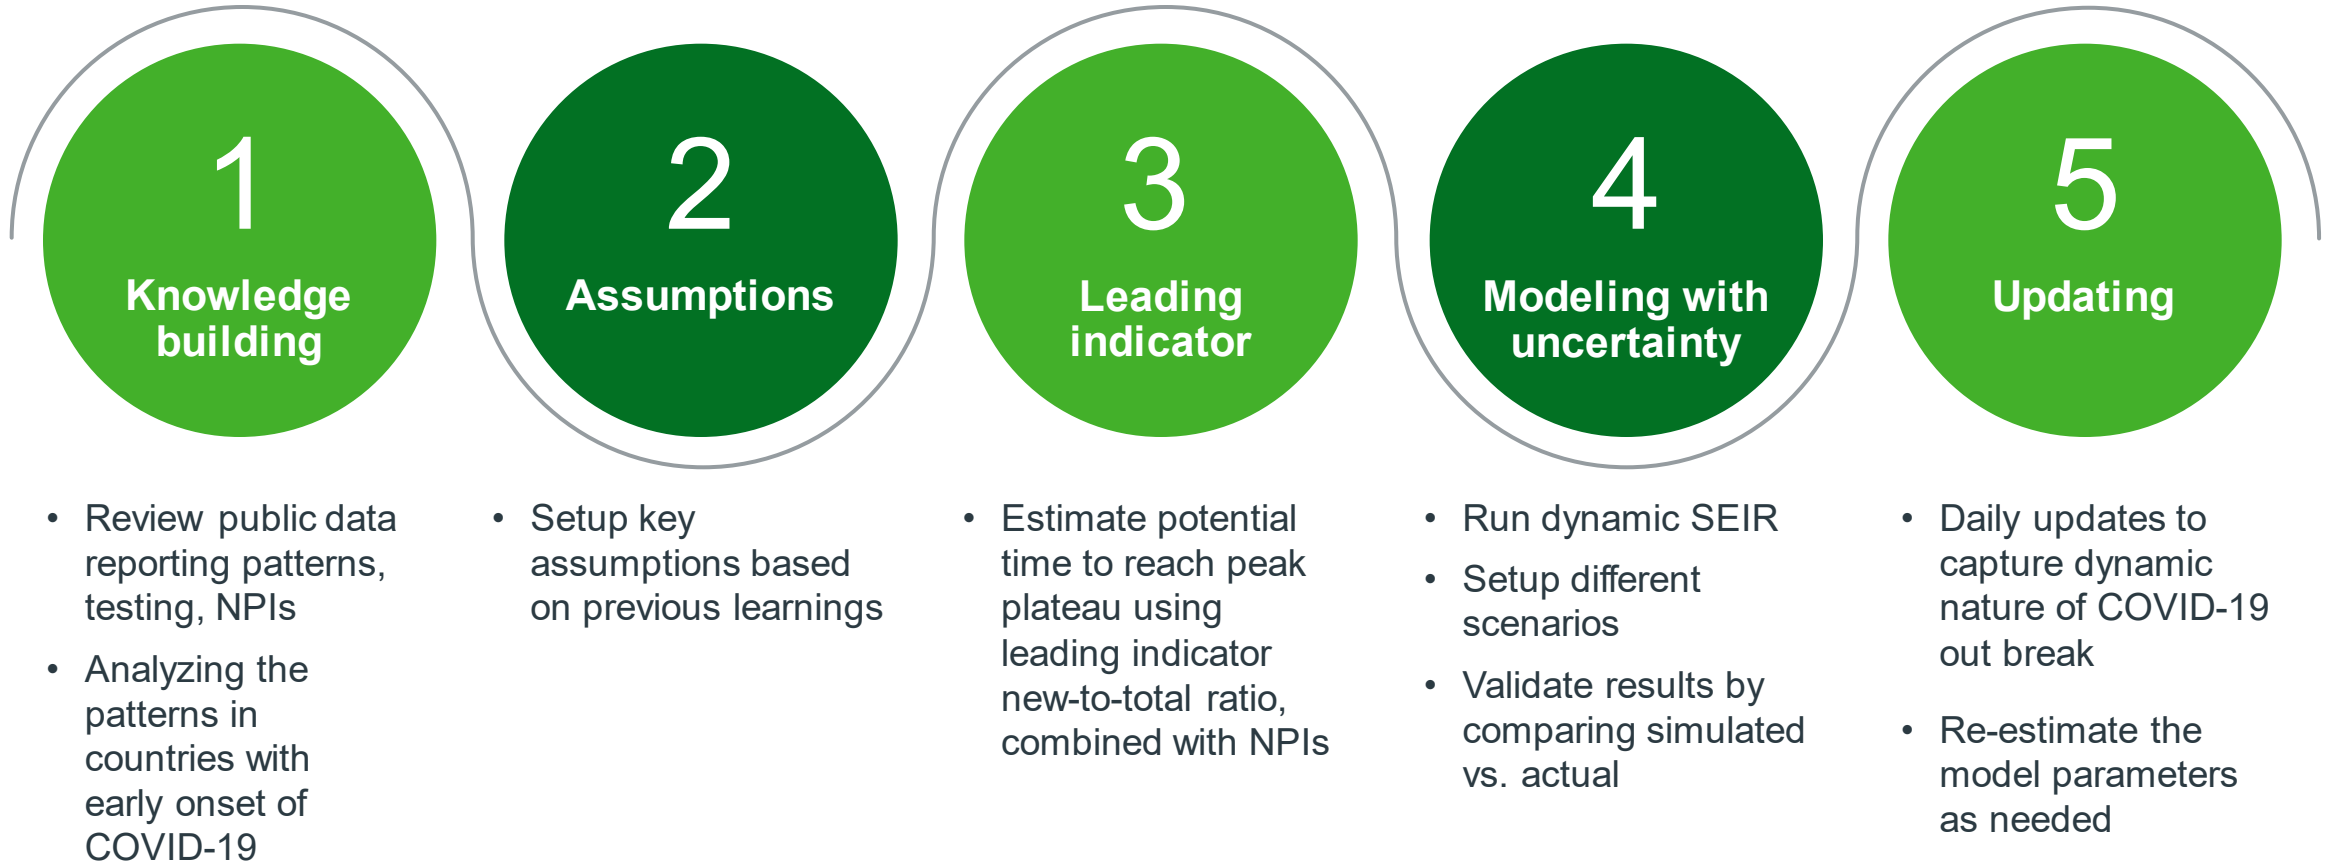 1
Knowledge
building
• Review public data
reporting patterns,
testing, NPIs
• Analyzing the
patterns in
countries with
early onset of
COVID-19
2
Assumptions
• Setup key
assumptions based
on previous learnings
3
Leading
indicator
• Estimate potential
time to reach peak
plateau using
leading indicator
new-to-total ratio,
combined with NPIs
4
Modeling with
uncertainty
• Run dynamic SEIR
• Setup different
scenarios
• Validate results by
comparing simulated
vs. actual
5
Updating
• Daily updates to
capture dynamic
nature of COVID-19
out break
• Re-estimate the
model parameters
as needed